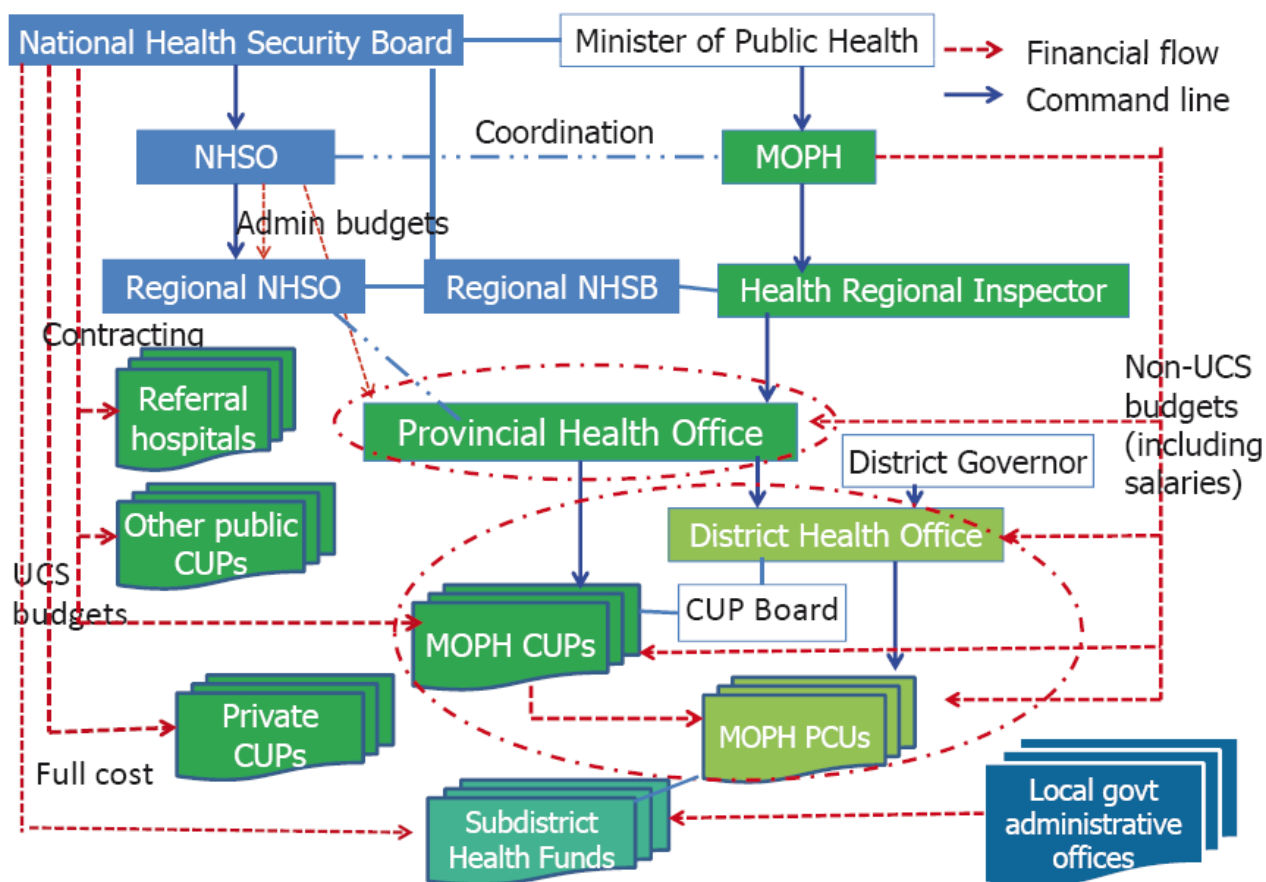 National Health Security Board
Minister of Public Health
Financial flow
Command line
NHSO
Coordination
MOPH
Admin budgets
Regional NHSO
Regional NHSB
Health Regional Inspector
Contracting
Referral
hospitals
Provincial Health Office
Non-UCS
budgets
(including
salaries)
District Governor
Other public
CUPs
District Health Office
UCS
budgets
CUP Board
MOPH CUPs
Private
CUPs
MOPH PCUs
Full cost
Subdistrict
Health Funds
Local govt
administrative
offices